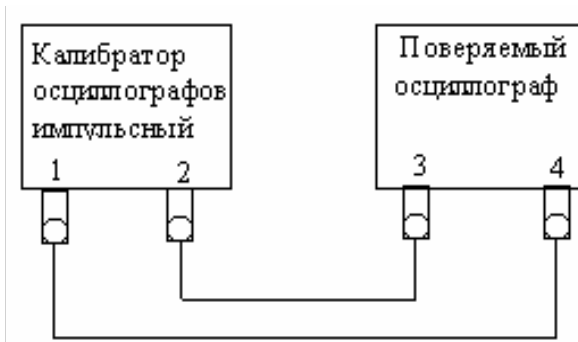 Калибратор
осциллографов
импульсный
1 2
Поверяемый
осциллограф
3 4